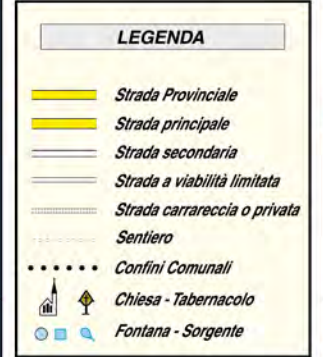 LEGENDA
Strada Provinciale
Strada principale
Strada secondaria
Strada a viabilità limitata
Strada carrareccia o privata
Sentiero
Confini Comunali
Chiesa - Tabernacolo
Fontana - Sorgente